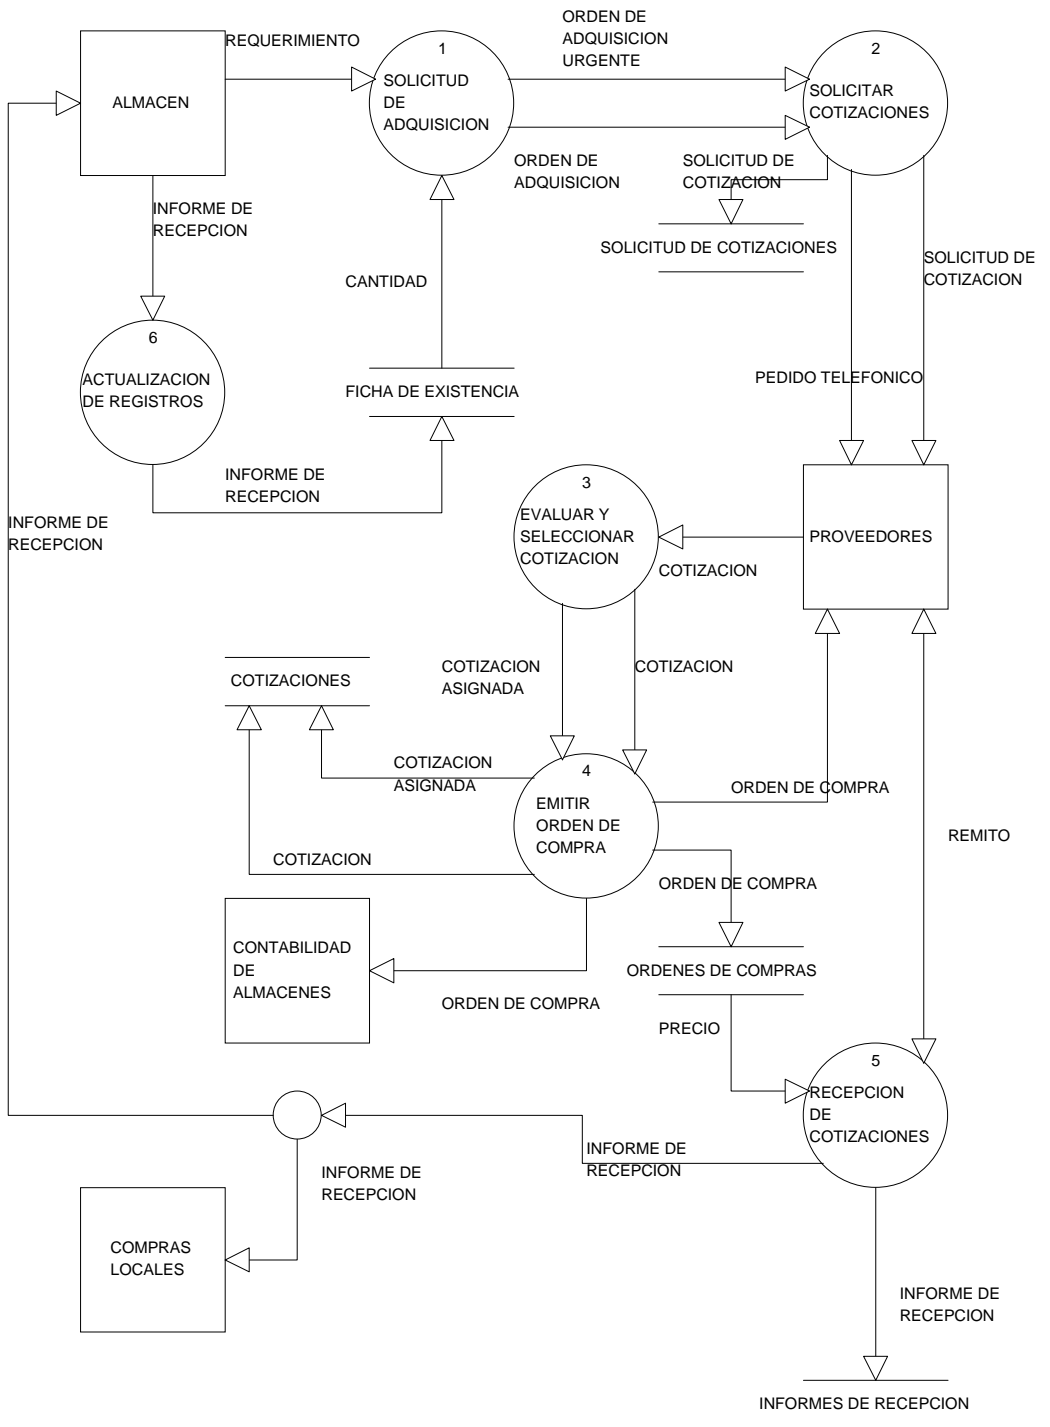 ORDEN DE
ADQUISICION
URGENTE
REQUERIMIENTO
1
SOLICITUD
DE
ADQUISICION
2
SOLICITAR
COTIZACIONES
ALMACEN
ORDEN DE
ADQUISICION
SOLICITUD DE
COTIZACION
INFORME DE
RECEPCION
SOLICITUD DE COTIZACIONES
SOLICITUD DE
COTIZACION
CANTIDAD
6
ACTUALIZACION
DE REGISTROS
FICHA DE EXISTENCIA
PEDIDO TELEFONICO
INFORME DE
RECEPCION
3
EVALUAR Y
SELECCIONAR
COTIZACION
PROVEEDORES
INFORME DE
RECEPCION
COTIZACION
COTIZACIONES
COTIZACION
ASIGNADA
COTIZACION
COTIZACION
ASIGNADA
4
EMITIR
ORDEN DE
COMPRA
ORDEN DE COMPRA
REMITO
COTIZACION
ORDEN DE COMPRA
CONTABILIDAD
DE
ALMACENES
ORDENES DE COMPRAS
ORDEN DE COMPRA
PRECIO
5
RECEPCION
DE
COTIZACIONES
INFORME DE
RECEPCION
INFORME DE
RECEPCION
COMPRAS
LOCALES
INFORME DE
RECEPCION
INFORMES DE RECEPCION